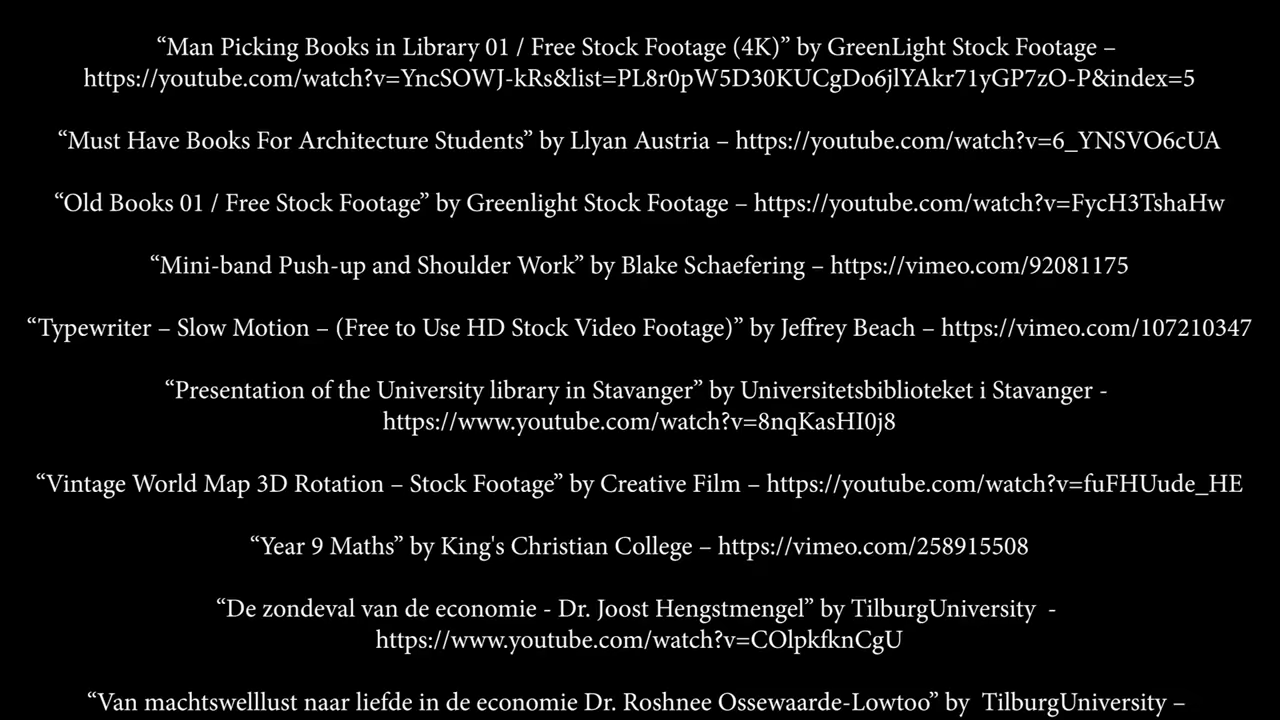 “Man Picking Books in Library 01 / Free Stock Footage (4K)” by GreenLight Stock Footage –
https://youtube.com/watch?v=YncSOWJ-kRs&list=PL8r0pW5D30KUCgDo6jlYAkr71yGP7zO-P&index=5
“Must Have Books For Architecture Students” by Llyan Austria – https://youtube.com/watch?v=6_YNSVO6cUA
“Old Books 01 / Free Stock Footage” by Greenlight Stock Footage – https://youtube.com/watch?v=FycH3TshaHw
“Mini-band Push-up and Shoulder Work” by Blake Schaefering – https://vimeo.com/92081175
“Typewriter – Slow Motion – (Free to Use HD Stock Video Footage)” by Jeffrey Beach – https://vimeo.com/107210347
“Presentation of the University library in Stavanger” by Universitetsbiblioteket i Stavanger -
https://www.youtube.com/watch?v=8nqKasHI0j8
“Vintage World Map 3D Rotation – Stock Footage” by Creative Film – https://youtube.com/watch?v=fuFHUude_HE
“Year 9 Maths” by King's Christian College – https://vimeo.com/258915508
“De zondeval van de economie - Dr. Joost Hengstmengel” by TilburgUniversity -
https://www.youtube.com/watch?v=COlpkfknCgU
“Van machtswelllust naar liefde in de economie Dr. Roshnee Ossewaarde-Lowtoo” by TilburgUniversity –